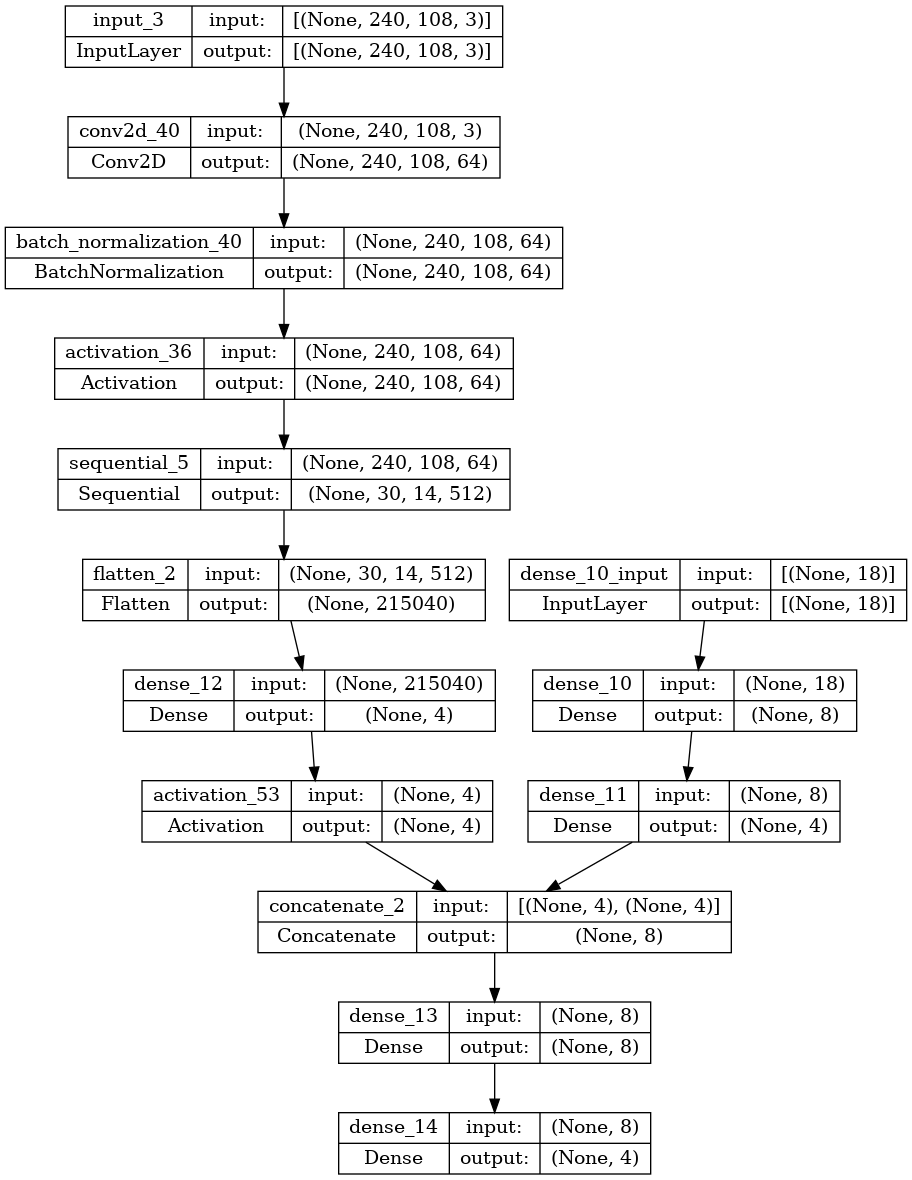 input_3 input: [(None, 240, 108, 3)]
InputLayer output: [(None, 240, 108, 3)]
conv2d_40 input: (None, 240, 108, 3)
Conv2D output: (None, 240, 108, 64)
batch_normalization_40 input: (None, 240, 108, 64)
BatchNormalization output: (None, 240, 108, 64)
activation_36 input: (None, 240, 108, 64)
Activation output: (None, 240, 108, 64)
sequential_5 input: (None, 240, 108, 64)
Sequential output: (None, 30, 14, 512)
flatten_2 input: (None, 30, 14, 512)
Flatten output: (None, 215040)
dense_10_input input: [(None, 18)]
InputLayer output: [(None, 18)]
dense_12 input: (None, 215040)
Dense output: (None, 4)
dense_10 input: (None, 18)
Dense output: (None, 8)
activation_53 input: (None, 4)
Activation output: (None, 4)
dense_11 input: (None, 8)
Dense output: (None, 4)
concatenate_2 input: [(None, 4), (None, 4)]
Concatenate output: (None, 8)
dense_13 input: (None, 8)
Dense output: (None, 8)
dense_14 input: (None, 8)
Dense output: (None, 4)